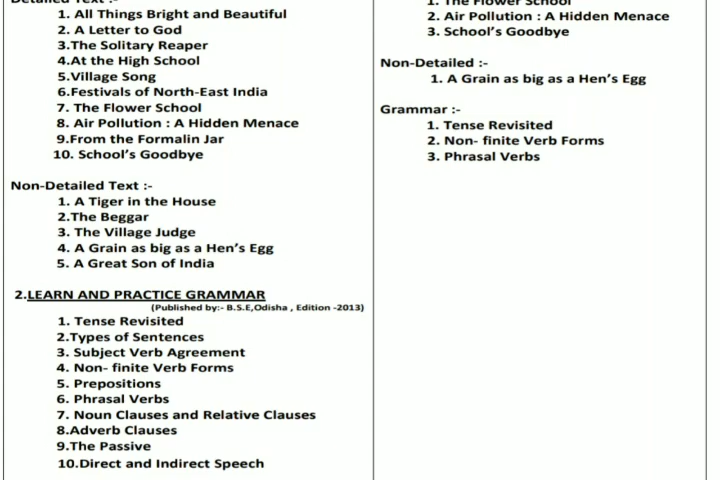 Detailed Text :-
1. All Things Bright and Beautiful
2. A Letter to God
3.The Solitary Reaper
4.At the High School
5.Village Song
6.Festivals of North-East India
7. The Flower School
8. Air Pollution : A Hidden Menace
9.From the Formalin Jar
10. School's Goodbye
Non-Detailed Text :-
1. A Tiger in the House
2.The Beggar
3. The Village Judge
4. A Grain as big as a Hen's Egg
5. A Great Son of India
2.LEARN AND PRACTICE GRAMMAR
(Published by:- B.S.E,Odisha , Edition -2013)
1. Tense Revisited
2.Types of Sentences
3. Subject Verb Agreement
4. Non- finite Verb Forms
5. Prepositions
6. Phrasal Verbs
7. Noun Clauses and Relative Clauses
8.Adverb Clauses
9.The Passive
10.Direct and Indirect Speech
1. The Flower School
2. Air Pollution : A Hidden Menace
3. School's Goodbye
Non-Detailed :-
1. A Grain as big as a Hen's Egg
Grammar :-
1. Tense Revisited
2. Non- finite Verb Forms
3. Phrasal Verbs